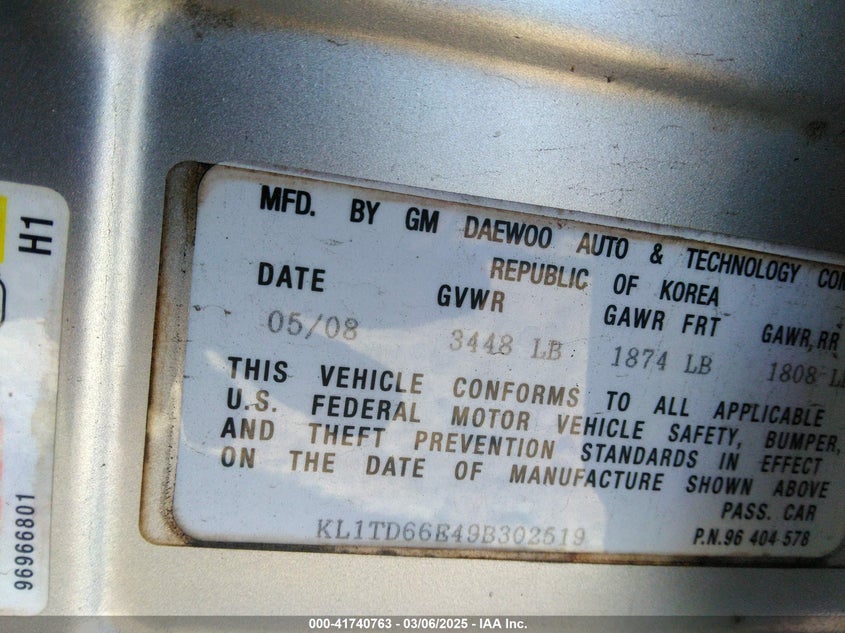 MFD. BY GM DAEWOO AUTO & TECHNOLOGY COM
REPUBLIC OF KOREA
DATE GVWR GAWR FRT GAWR RR
05/08 3448 LB 1874 LB 1808 LB
THIS VEHICLE CONFORMS TO ALL APPLICABLE
U.S. FEDERAL MOTOR VEHICLE SAFETY, BUMPER,
AND THEFT PREVENTION STANDARDS IN EFFECT
ON THE DATE OF MANUFACTURE SHOWN ABOVE
PASS. CAR
KL1TD66E49B302519
P.N.96 404 578
H1
96966801
000-41740763 - 03/06/2025 - IAA Inc.